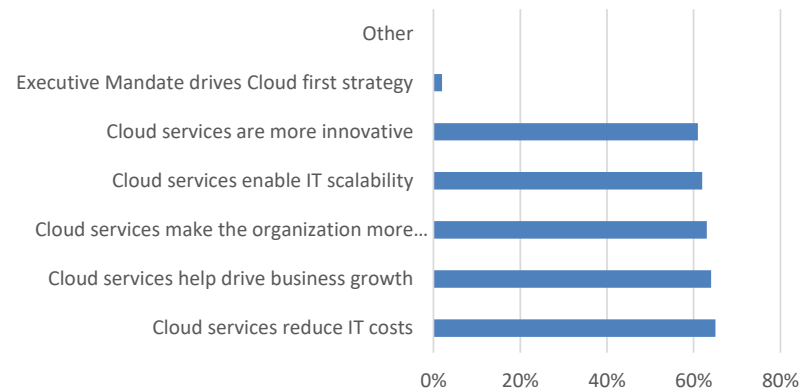 Other
Executive Mandate drives Cloud first strategy
Cloud services are more innovative
Cloud services enable IT scalability
Cloud services make the organization more…
Cloud services help drive business growth
Cloud services reduce IT costs
0% 20% 40% 60% 80%